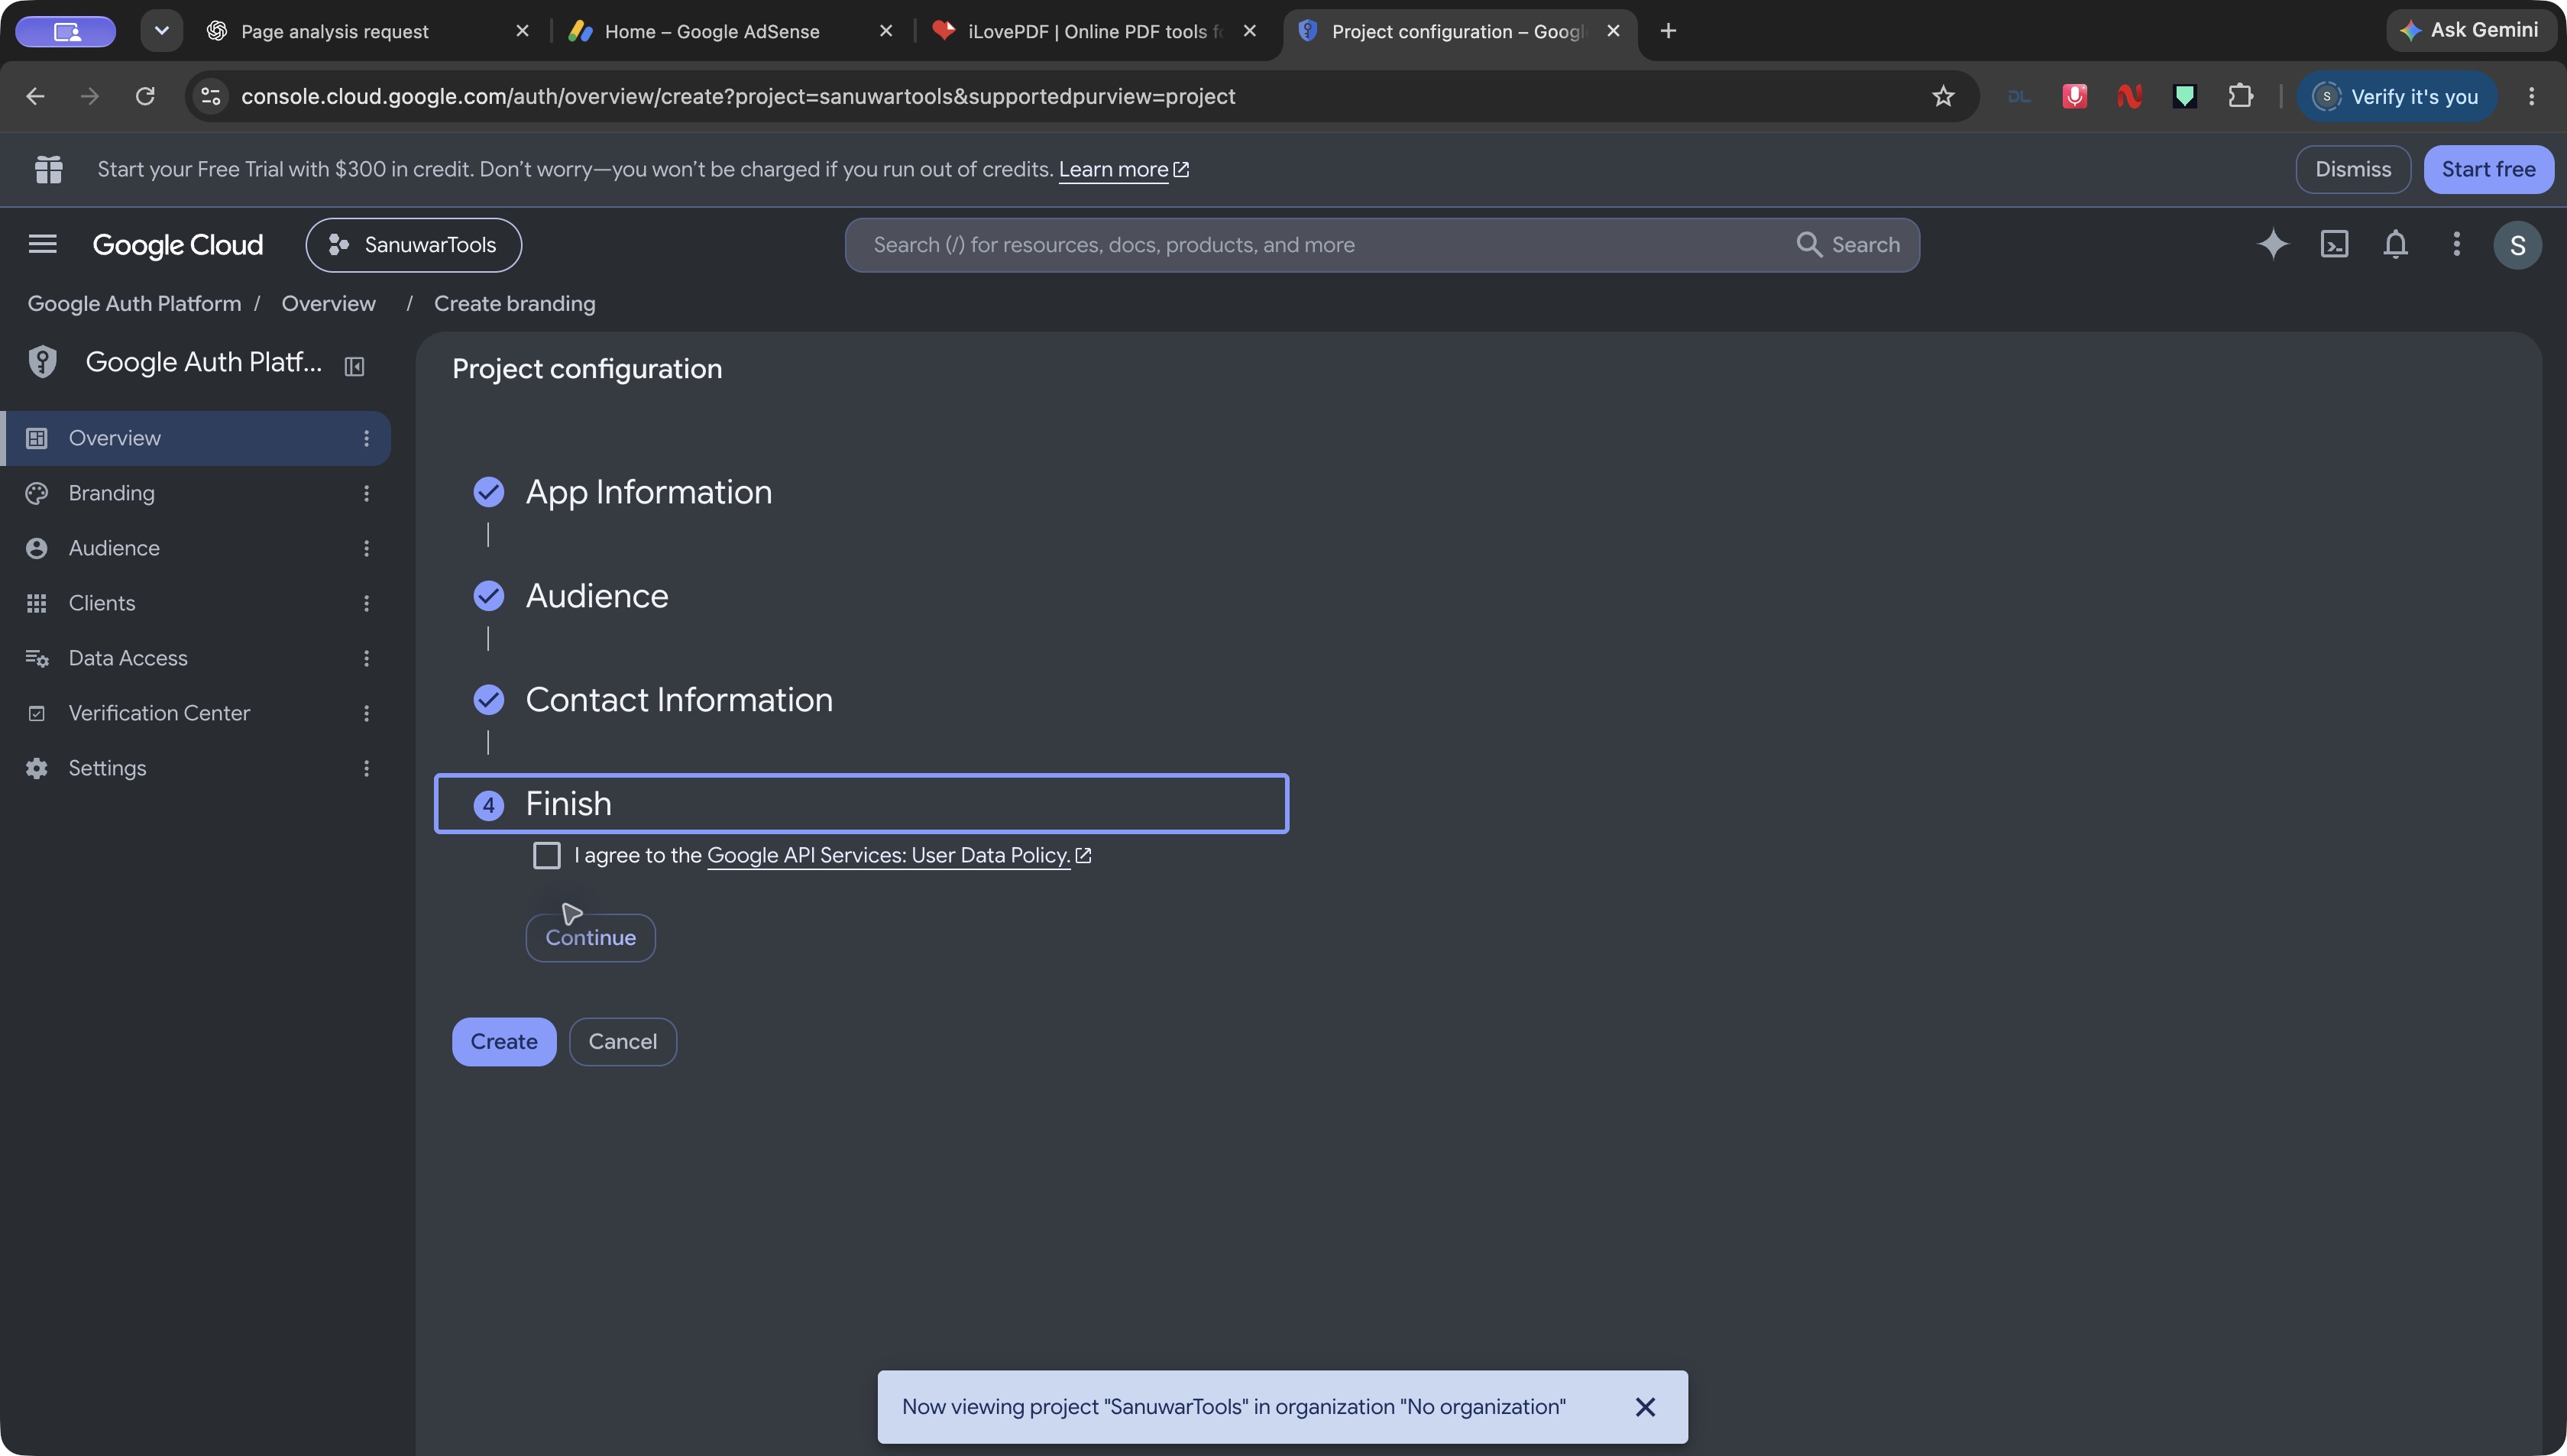 Page analysis request
Home – Google AdSense
iLovePDF | Online PDF tools fo
Project configuration – Googl
Ask Gemini
console.cloud.google.com/auth/overview/create?project=sanuwartools&supportedpurview=project
DL
S
Verify it's you
Start your Free Trial with $300 in credit. Don’t worry—you won’t be charged if you run out of credits. Learn more
Dismiss
Start free
Google Cloud
SanuwarTools
Search (/) for resources, docs, products, and more
Search
S
Google Auth Platform / Overview / Create branding
Google Auth Platf...
Project configuration
Overview
Branding
Audience
Clients
Data Access
Verification Center
Settings
App Information
Audience
Contact Information
4 Finish
I agree to the Google API Services: User Data Policy.
Continue
Create
Cancel
Now viewing project "SanuwarTools" in organization "No organization"